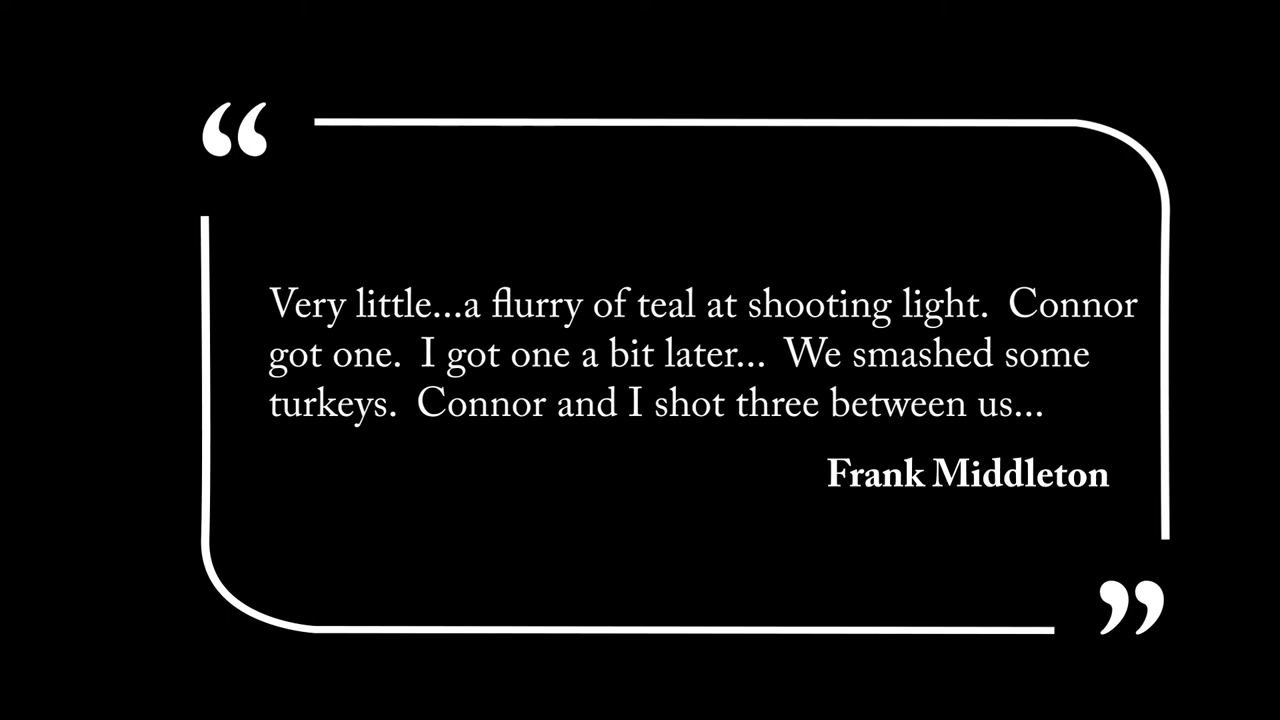 “
Very little...a flurry of teal at shooting light.  Connor
got one.  I got one a bit later...  We smashed some
turkeys.  Connor and I shot three between us...
Frank Middleton
”